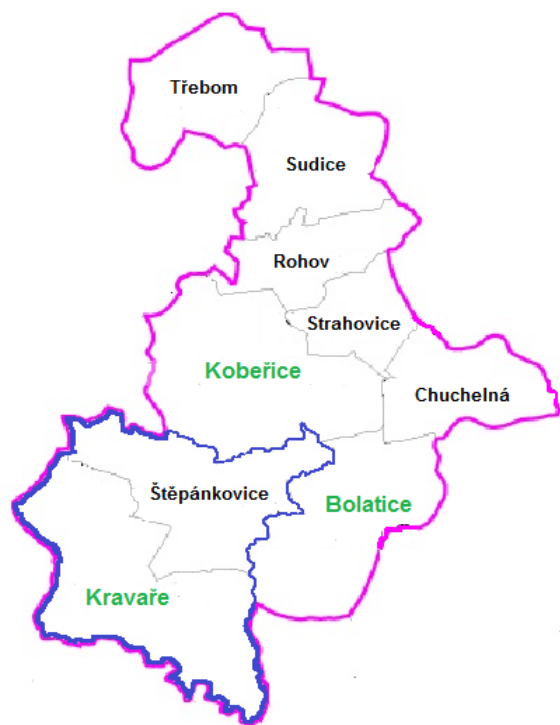 Třebom
Sudice
Rohov
Strahovice
Kobeřice
Chuchelná
Štěpánkovice
Bolatice
Kravaře